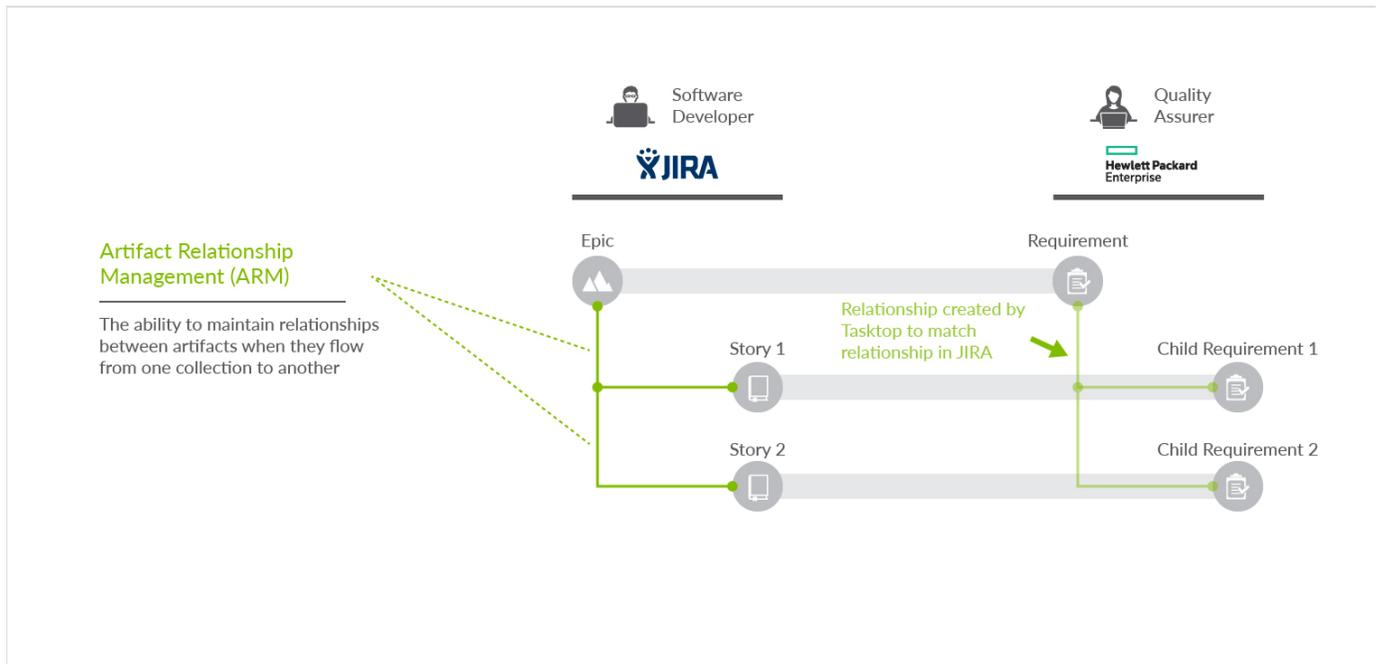 Software
Developer
Quality
Assurer
JIRA
Hewlett Packard
Enterprise
Artifact Relationship
Management (ARM)
The ability to maintain relationships
between artifacts when they flow
from one collection to another
Epic
Requirement
Relationship created by
Tasktop to match
relationship in JIRA
Story 1
Child Requirement 1
Story 2
Child Requirement 2